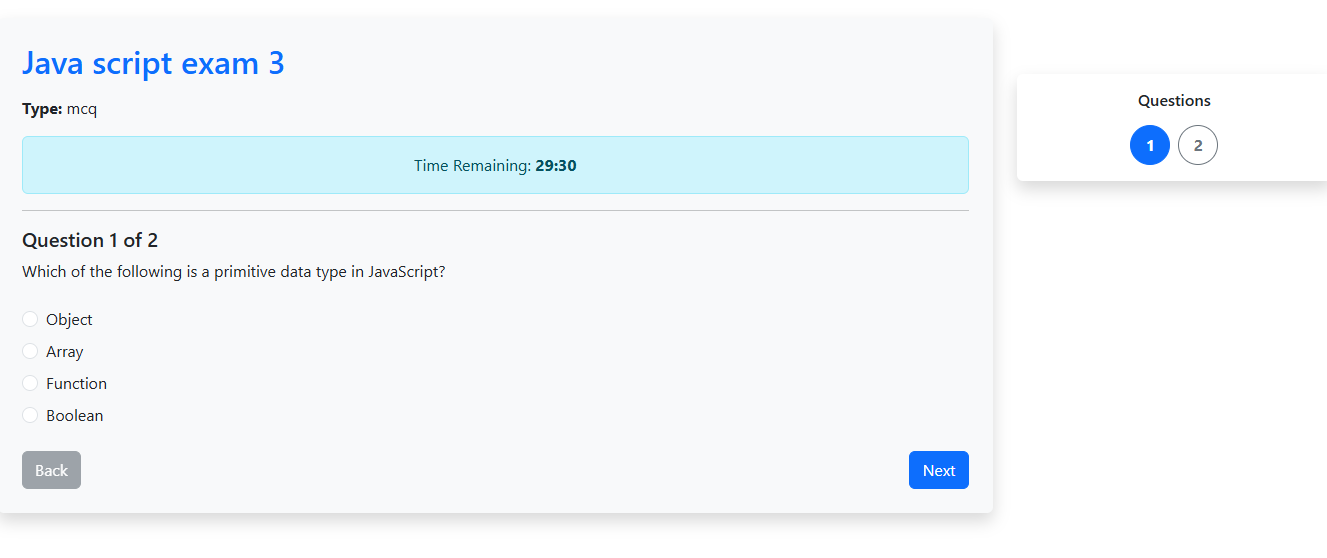 Java script exam 3
Type: mcq
Time Remaining: 29:30
Question 1 of 2
Which of the following is a primitive data type in JavaScript?
Object
Array
Function
Boolean
Back
Next
Questions
1 2